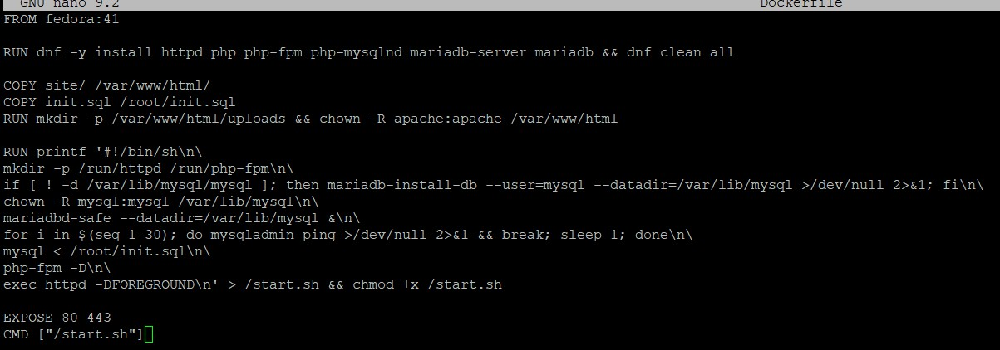 GNU nano 9.2 Dockerfile
FROM fedora:41
RUN dnf -y install httpd php php-fpm php-mysqlnd mariadb-server mariadb && dnf clean all
COPY site/ /var/www/html/
COPY init.sql /root/init.sql
RUN mkdir -p /var/www/html/uploads && chown -R apache:apache /var/www/html
RUN printf '#!/bin/sh\n\
mkdir -p /run/httpd /run/php-fpm\n\
if [ ! -d /var/lib/mysql/mysql ]; then mariadb-install-db --user=mysql --datadir=/var/lib/mysql >/dev/null 2>&1; fi\n\
chown -R mysql:mysql /var/lib/mysql\n\
mariadbd-safe --datadir=/var/lib/mysql &\n\
for i in $(seq 1 30); do mysqladmin ping >/dev/null 2>&1 && break; sleep 1; done\n\
mysql < /root/init.sql\n\
php-fpm -D\n\
exec httpd -DFOREGROUND\n' > /start.sh && chmod +x /start.sh
EXPOSE 80 443
CMD ["/start.sh"]